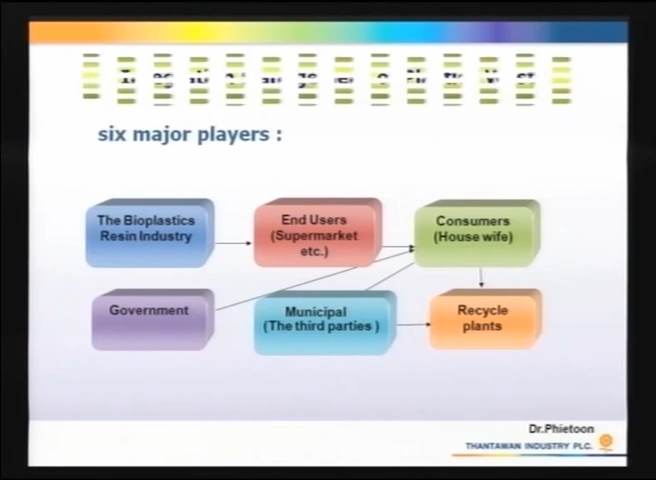 six major players :
The Bioplastics
Resin Industry
End Users
(Supermarket
etc.)
Consumers
(House wife)
Government
Municipal
(The third parties )
Recycle
plants
Dr.Phietoon
THANTAWAN INDUSTRY PLC.